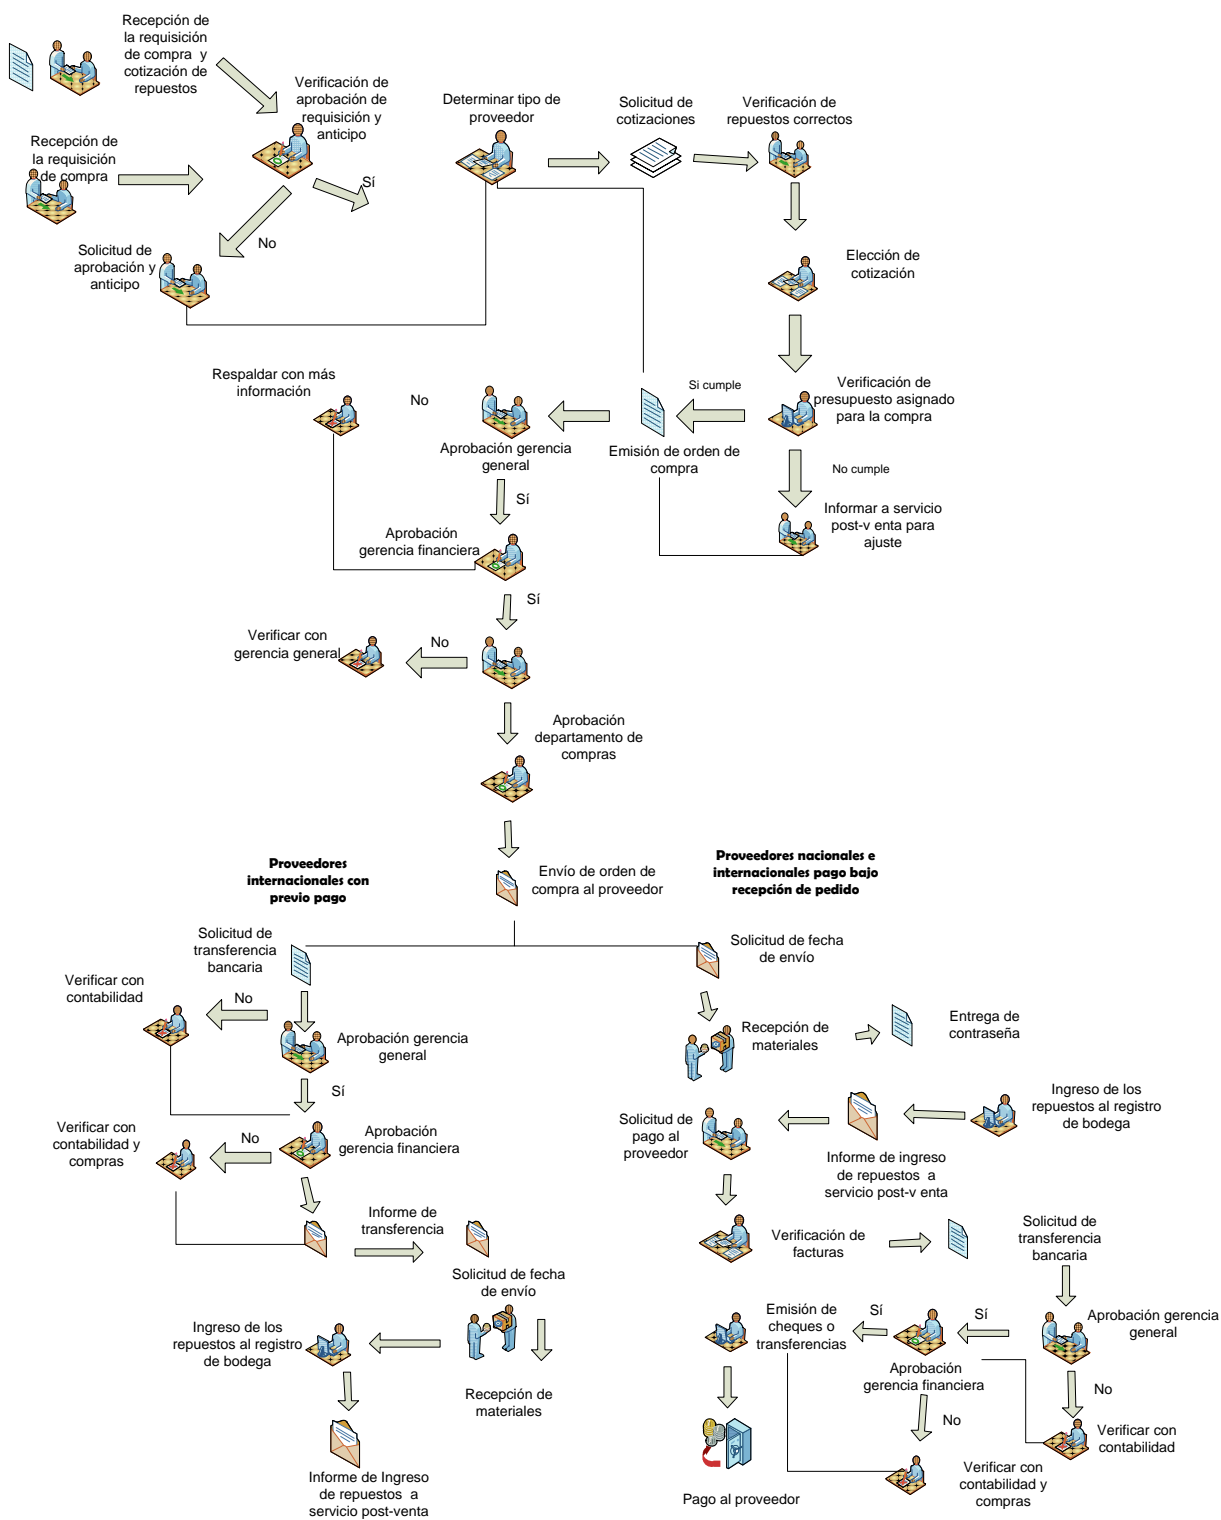 Recepción de
la requisición
de compra y
cotización de
repuestos
Verificación de
aprobación de
requisición y
anticipo
Determinar tipo de
proveedor
Solicitud de
cotizaciones
Verificación de
repuestos correctos
Recepción de
la requisición
de compra
Sí
No
Solicitud de
aprobación y
anticipo
Elección de
cotización
Respaldar con más
información
No
Si cumple
Verificación de
presupuesto asignado
para la compra
Aprobación gerencia
general
Emisión de orden de
compra
No cumple
Sí
Informar a servicio
post-v enta para
ajuste
Aprobación
gerencia financiera
Sí
Verificar con
gerencia general
No
Aprobación
departamento de
compras
Proveedores
internacionales con
previo pago
Envío de orden de
compra al proveedor
Proveedores nacionales e
internacionales pago bajo
recepción de pedido
Solicitud de
transferencia
bancaria
Solicitud de fecha
de envío
Verificar con
contabilidad
No
Aprobación gerencia
general
Recepción de
materiales
Entrega de
contraseña
Sí
Verificar con
contabilidad y
compras
No
Aprobación
gerencia financiera
Solicitud de
pago al
proveedor
Ingreso de los
repuestos al registro
de bodega
Informe de ingreso
de repuestos a
servicio post-v enta
Informe de
transferencia
Verificación de
facturas
Solicitud de
transferencia
bancaria
Solicitud de fecha
de envío
Ingreso de los
repuestos al registro
de bodega
Emisión de
cheques o
transferencias
Sí
Sí
Aprobación gerencia
general
Aprobación
gerencia financiera
Recepción de
materiales
No
No
Verificar con
contabilidad
Informe de Ingreso
de repuestos a
servicio post-venta
Pago al proveedor
Verificar con
contabilidad y
compras